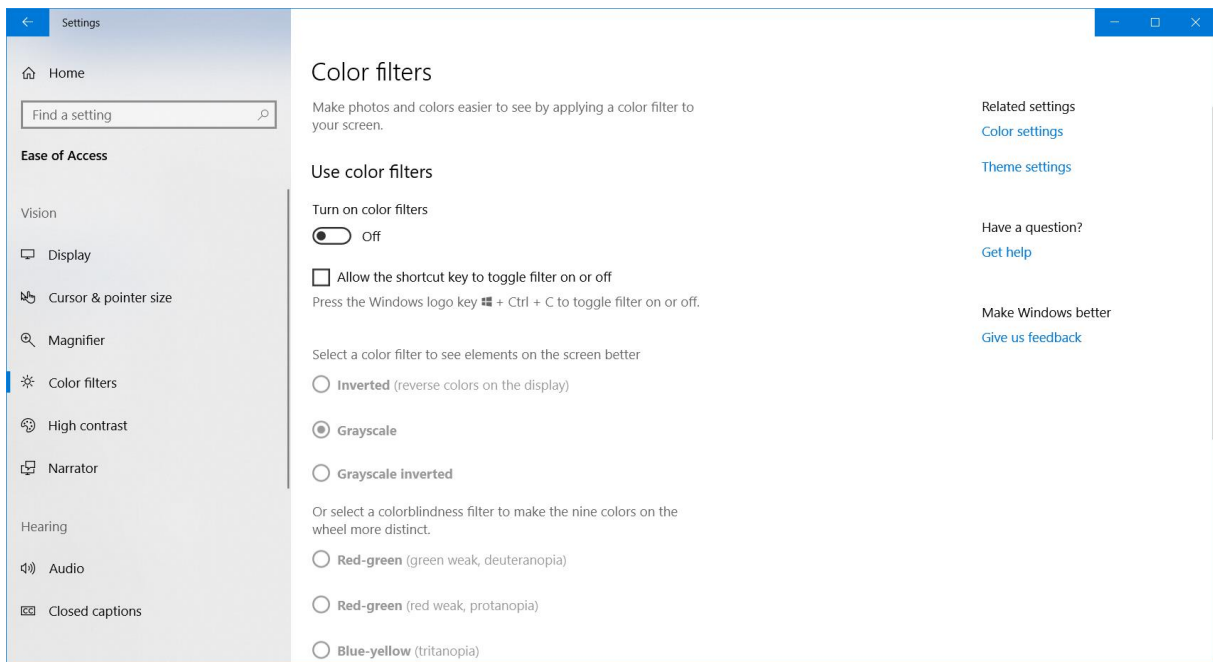 Settings
Home
Find a setting
Ease of Access
Vision
Display
Cursor & pointer size
Magnifier
Color filters
High contrast
Narrator
Hearing
Audio
Closed captions
Color filters
Make photos and colors easier to see by applying a color filter to
your screen.
Use color filters
Turn on color filters
Off
Allow the shortcut key to toggle filter on or off
Press the Windows logo key + Ctrl + C to toggle filter on or off.
Select a color filter to see elements on the screen better
Inverted (reverse colors on the display)
Grayscale
Grayscale inverted
Or select a colorblindness filter to make the nine colors on the
wheel more distinct.
Red-green (green weak, deuteranopia)
Red-green (red weak, protanopia)
Blue-yellow (tritanopia)
Related settings
Color settings
Theme settings
Have a question?
Get help
Make Windows better
Give us feedback